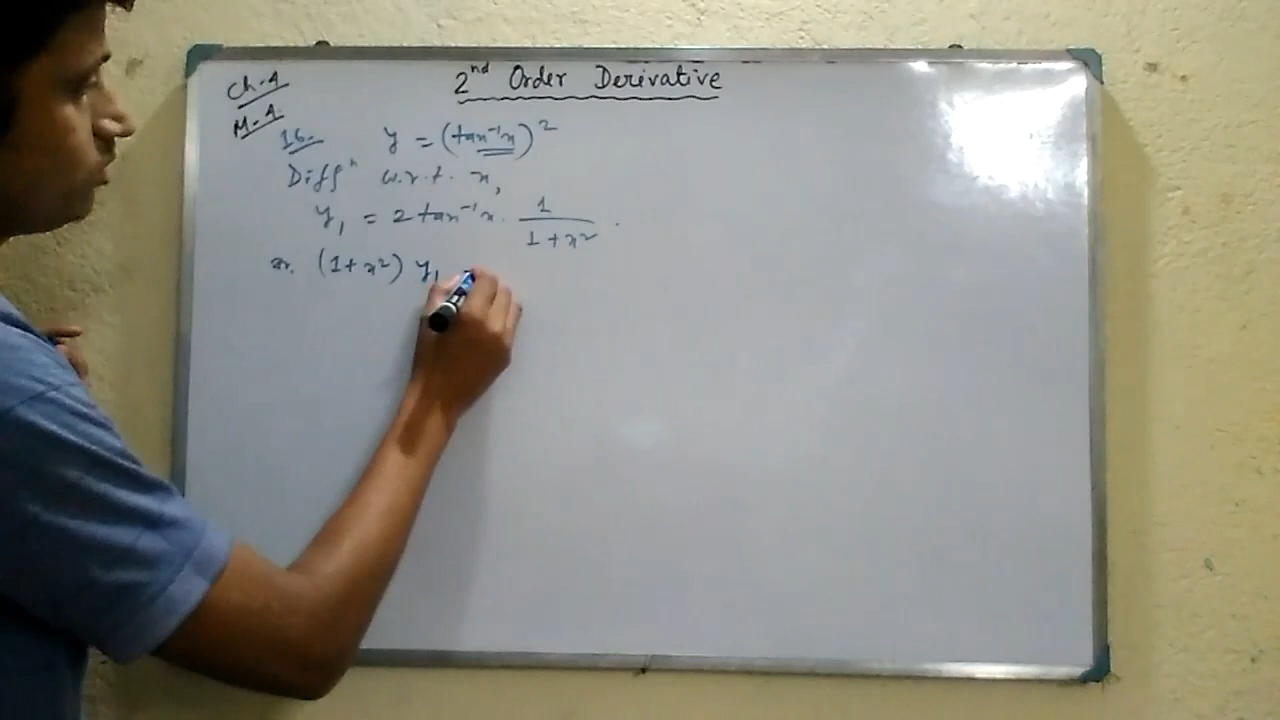 Ch-4
2nd Order Derivative
M-4
16. y = (tan⁻¹x)²
Diffⁿ w.r.t. x,
y₁ = 2 tan⁻¹x · 1/(1+x²) .
or. (1+x²) y₁